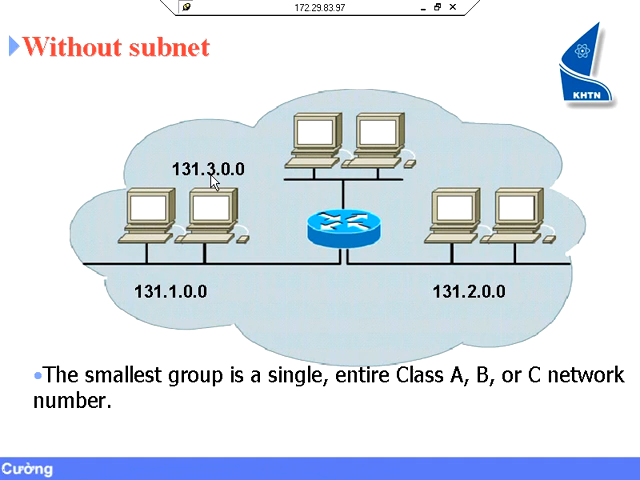 172.29.83.97
Without subnet
KHTN
131.3.0.0
131.1.0.0
131.2.0.0
•The smallest group is a single, entire Class A, B, or C network
number.
Cường